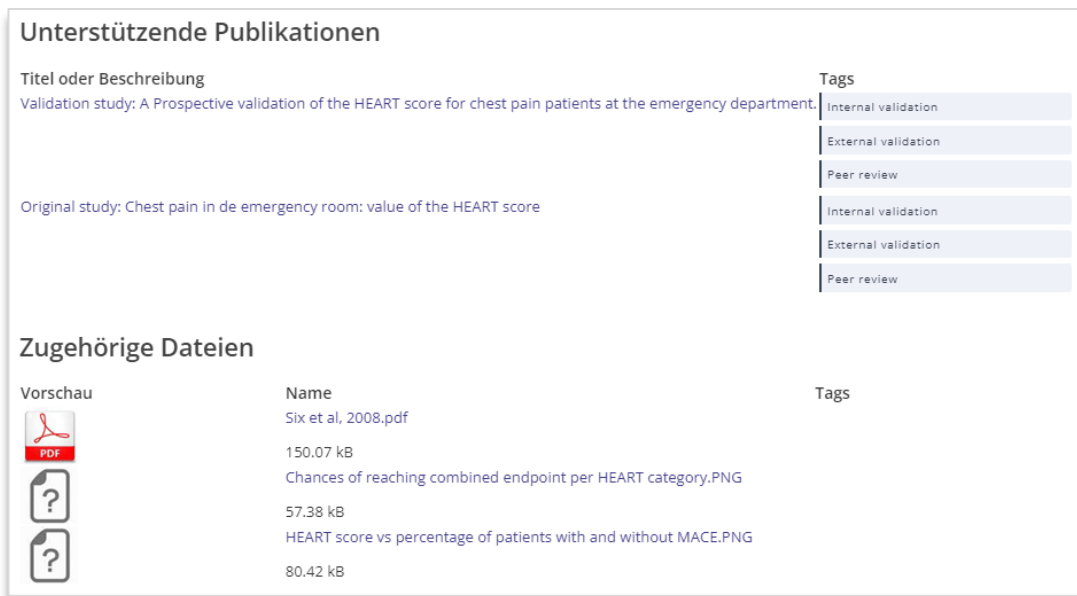 Unterstützende Publikationen
Titel oder Beschreibung Tags
Validation study: A Prospective validation of the HEART score for chest pain patients at the emergency department. Internal validation
External validation
Peer review
Original study: Chest pain in de emergency room: value of the HEART score Internal validation
External validation
Peer review
Zugehörige Dateien
Vorschau Name Tags
Six et al, 2008.pdf
PDF
150.07 kB
Chances of reaching combined endpoint per HEART category.PNG
?
57.38 kB
HEART score vs percentage of patients with and without MACE.PNG
?
80.42 kB